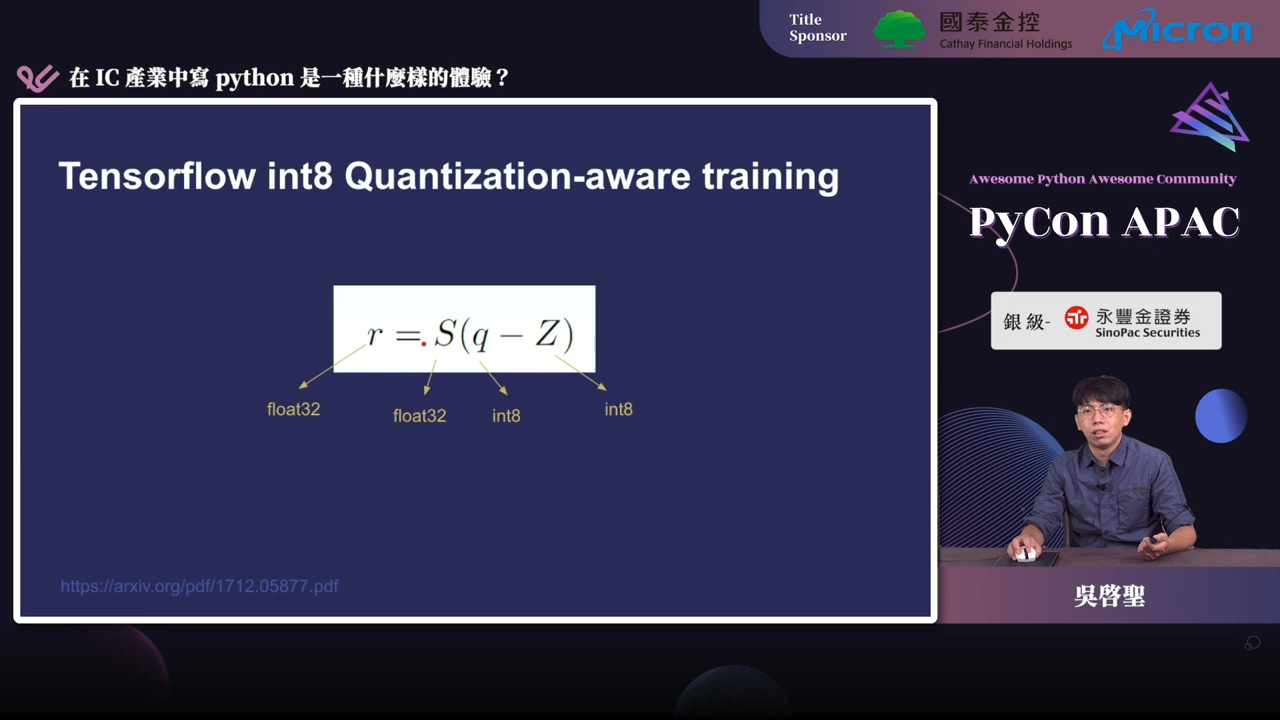 Title
Sponsor
國泰金控
Cathay Financial Holdings
Micron
在 IC 產業中寫 python 是一種什麼樣的體驗？
Tensorflow int8 Quantization-aware training
r = S(q − Z)
float32
float32
int8
int8
https://arxiv.org/pdf/1712.05877.pdf
Awesome Python Awesome Community
PyCon APAC
銀級-
永豐金證券
SinoPac Securities
吳啓聖